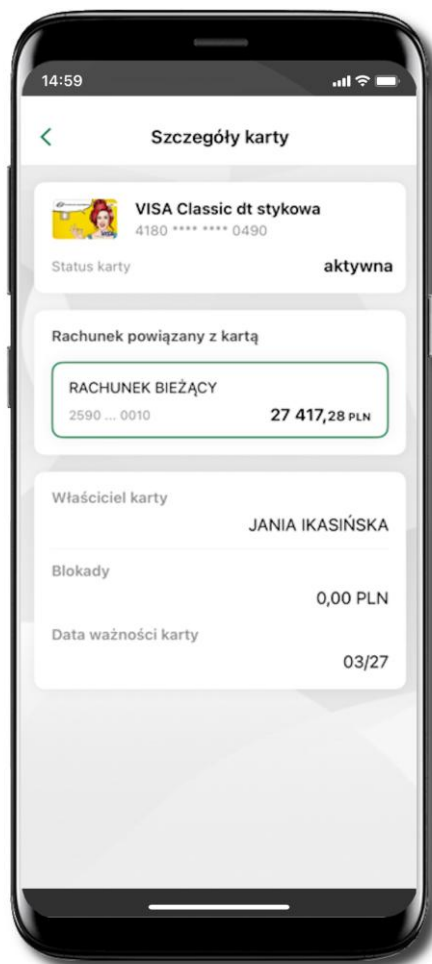 14:59
Szczegóły karty
VISA Classic dt stykowa
4180 **** **** 0490
Status karty
aktywna
Rachunek powiązany z kartą
RACHUNEK BIEŻĄCY
2590 ... 0010
27 417,28 PLN
Właściciel karty
JANIA IKASIŃSKA
Blokady
0,00 PLN
Data ważności karty
03/27